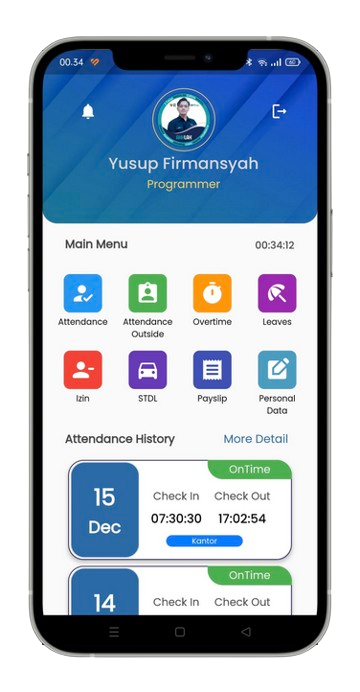 00.34
Yusup Firmansyah
Programmer
Main Menu 00:34:12
Attendance Attendance Outside Overtime Leaves
Izin STDL Payslip Personal Data
Attendance History More Detail
OnTime
15 Dec
Check In Check Out
07:30:30 17:02:54
Kantor
OnTime
14
Check In Check Out